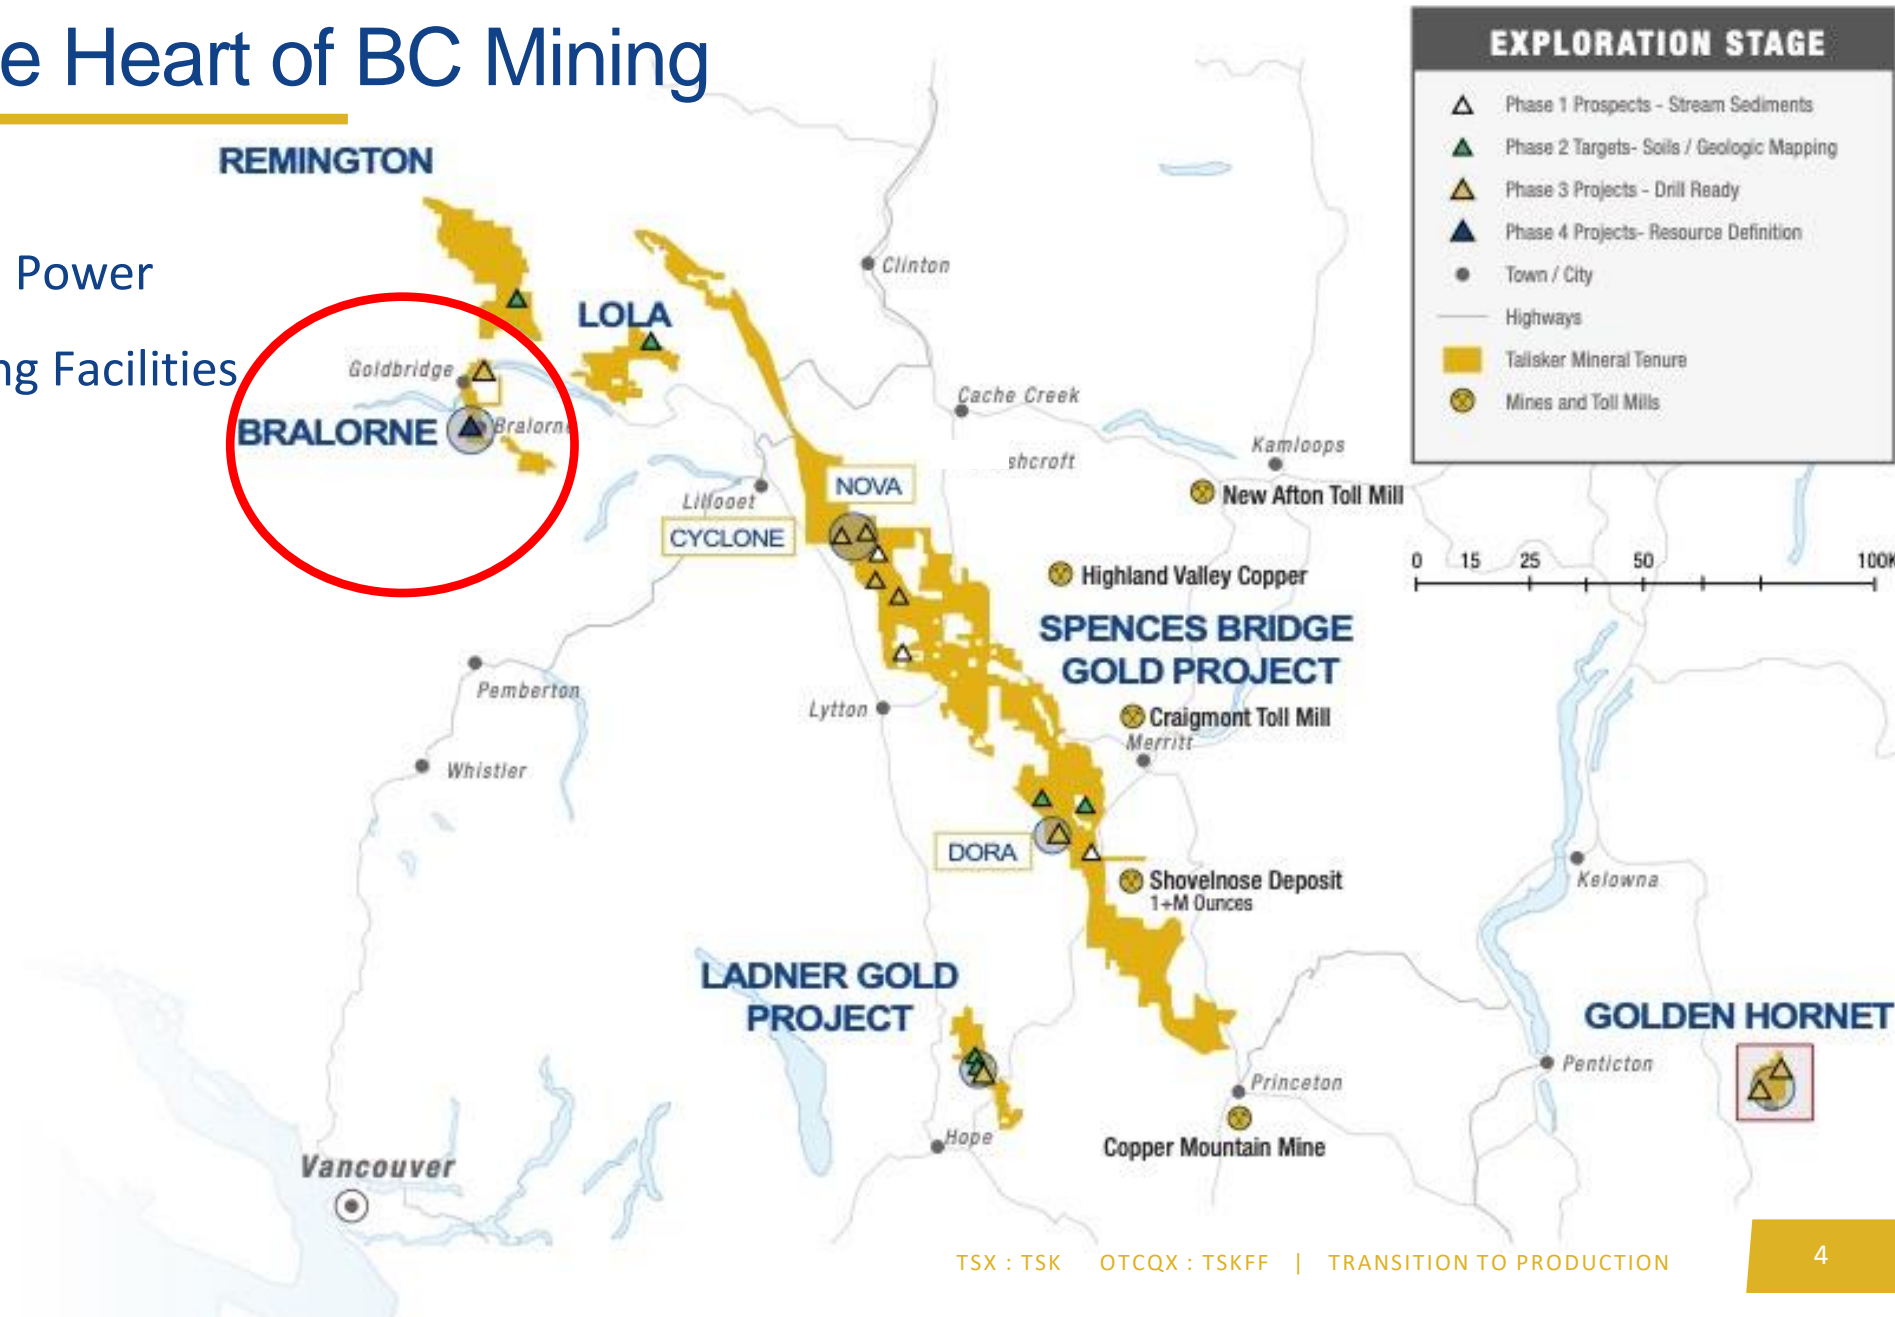 e Heart of BC Mining
EXPLORATION STAGE
Phase 1 Prospects - Stream Sediments
Phase 2 Targets- Soils / Geologic Mapping
Phase 3 Projects - Drill Ready
Phase 4 Projects- Resource Definition
Town / City
Highways
Talisker Mineral Tenure
Mines and Toll Mills
REMINGTON
Power
ng Facilities
LOLA
Clinton
Goldbridge
BRALORNE
Bralorne
Cache Creek
shcroft
Kamloops
New Afton Toll Mill
NOVA
Lillooet
CYCLONE
0 15 25 50 100K
Highland Valley Copper
SPENCES BRIDGE
GOLD PROJECT
Pemberton
Lytton
Craigmont Toll Mill
Merritt
Whistler
DORA
Shovelnose Deposit
1+M Ounces
Kelowna
LADNER GOLD
PROJECT
GOLDEN HORNET
Penticton
Princeton
Hope
Copper Mountain Mine
Vancouver
TSX : TSK OTCQX : TSKFF | TRANSITION TO PRODUCTION
4